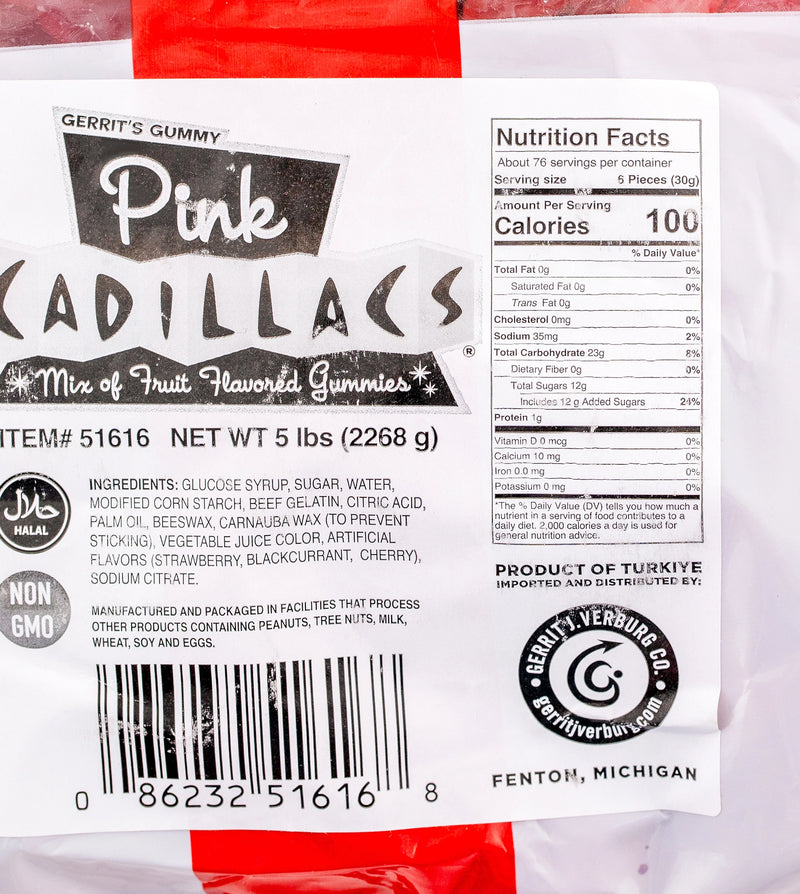 GERRIT'S GUMMY
Pink
CADILLACS
®
Mix of Fruit Flavored Gummies
ITEM# 51616 NET WT 5 lbs (2268 g)
حلال
HALAL
NON
GMO
INGREDIENTS: GLUCOSE SYRUP, SUGAR, WATER,
MODIFIED CORN STARCH, BEEF GELATIN, CITRIC ACID,
PALM OIL, BEESWAX, CARNAUBA WAX (TO PREVENT
STICKING), VEGETABLE JUICE COLOR, ARTIFICIAL
FLAVORS (STRAWBERRY, BLACKCURRANT, CHERRY),
SODIUM CITRATE.
MANUFACTURED AND PACKAGED IN FACILITIES THAT PROCESS
OTHER PRODUCTS CONTAINING PEANUTS, TREE NUTS, MILK,
WHEAT, SOY AND EGGS.
0 86232 51616 8
Nutrition Facts
About 76 servings per container
Serving size 6 Pieces (30g)
Amount Per Serving
Calories 100
% Daily Value*
Total Fat 0g 0%
Saturated Fat 0g 0%
Trans Fat 0g
Cholesterol 0mg 0%
Sodium 35mg 2%
Total Carbohydrate 23g 8%
Dietary Fiber 0g 0%
Total Sugars 12g
Includes 12 g Added Sugars 24%
Protein 1g
Vitamin D 0 mcg 0%
Calcium 10 mg 0%
Iron 0.0 mg 0%
Potassium 0 mg 0%
*The % Daily Value (DV) tells you how much a
nutrient in a serving of food contributes to a
daily diet. 2,000 calories a day is used for
general nutrition advice.
PRODUCT OF TURKIYE
IMPORTED AND DISTRIBUTED BY:
GERRIT J. VERBURG CO.
gerritjverburg.com
FENTON, MICHIGAN